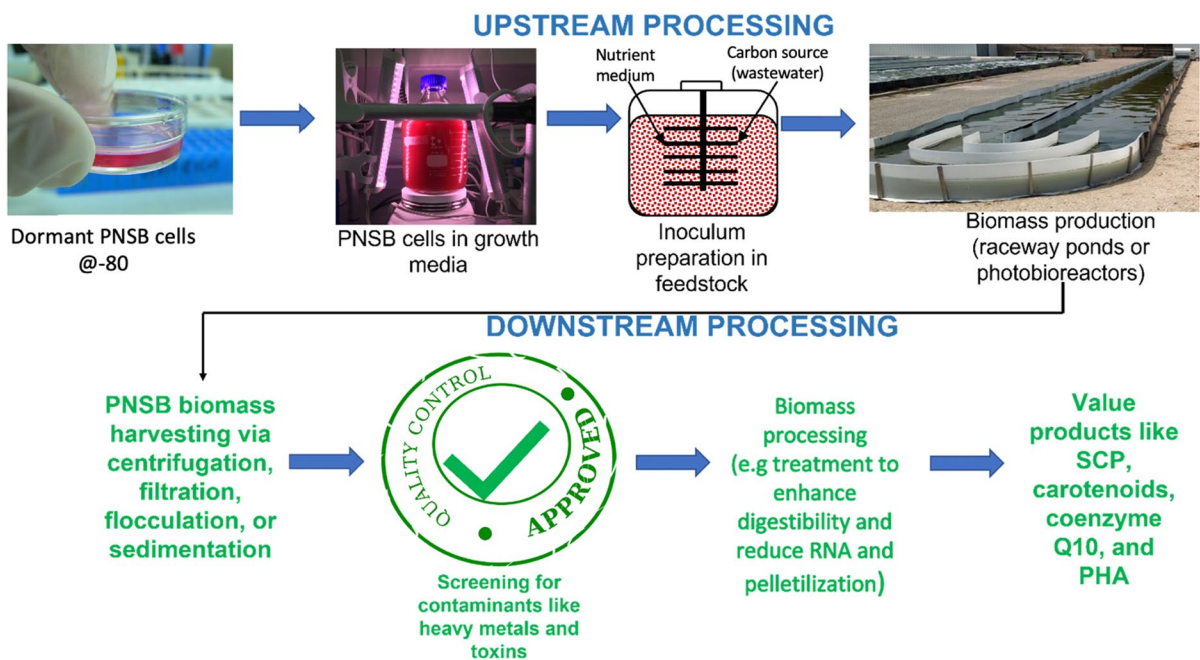 UPSTREAM PROCESSING
Nutrient
medium
Carbon source
(wastewater)
Dormant PNSB cells
@-80
PNSB cells in growth
media
Inoculum
preparation in
feedstock
Biomass production
(raceway ponds or
photobioreactors)
DOWNSTREAM PROCESSING
PNSB biomass
harvesting via
centrifugation,
filtration,
flocculation, or
sedimentation
QUALITY CONTROL
APPROVED
Screening for
contaminants like
heavy metals and
toxins
Biomass
processing
(e.g treatment to
enhance
digestibility and
reduce RNA and
pelletilization)
Value
products like
SCP,
carotenoids,
coenzyme
Q10, and
PHA